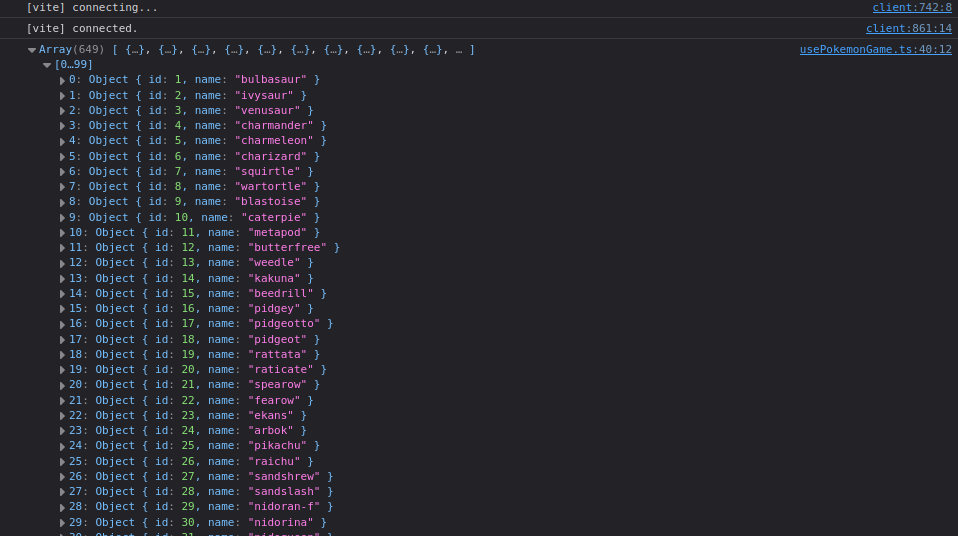 [vite] connecting... client:742:8
[vite] connected. client:861:14
Array(649) [ {…}, {…}, {…}, {…}, {…}, {…}, {…}, {…}, {…}, {…}, … ] usePokemonGame.ts:40:12
[0…99]
0: Object { id: 1, name: "bulbasaur" }
1: Object { id: 2, name: "ivysaur" }
2: Object { id: 3, name: "venusaur" }
3: Object { id: 4, name: "charmander" }
4: Object { id: 5, name: "charmeleon" }
5: Object { id: 6, name: "charizard" }
6: Object { id: 7, name: "squirtle" }
7: Object { id: 8, name: "wartortle" }
8: Object { id: 9, name: "blastoise" }
9: Object { id: 10, name: "caterpie" }
10: Object { id: 11, name: "metapod" }
11: Object { id: 12, name: "butterfree" }
12: Object { id: 13, name: "weedle" }
13: Object { id: 14, name: "kakuna" }
14: Object { id: 15, name: "beedrill" }
15: Object { id: 16, name: "pidgey" }
16: Object { id: 17, name: "pidgeotto" }
17: Object { id: 18, name: "pidgeot" }
18: Object { id: 19, name: "rattata" }
19: Object { id: 20, name: "raticate" }
20: Object { id: 21, name: "spearow" }
21: Object { id: 22, name: "fearow" }
22: Object { id: 23, name: "ekans" }
23: Object { id: 24, name: "arbok" }
24: Object { id: 25, name: "pikachu" }
25: Object { id: 26, name: "raichu" }
26: Object { id: 27, name: "sandshrew" }
27: Object { id: 28, name: "sandslash" }
28: Object { id: 29, name: "nidoran-f" }
29: Object { id: 30, name: "nidorina" }